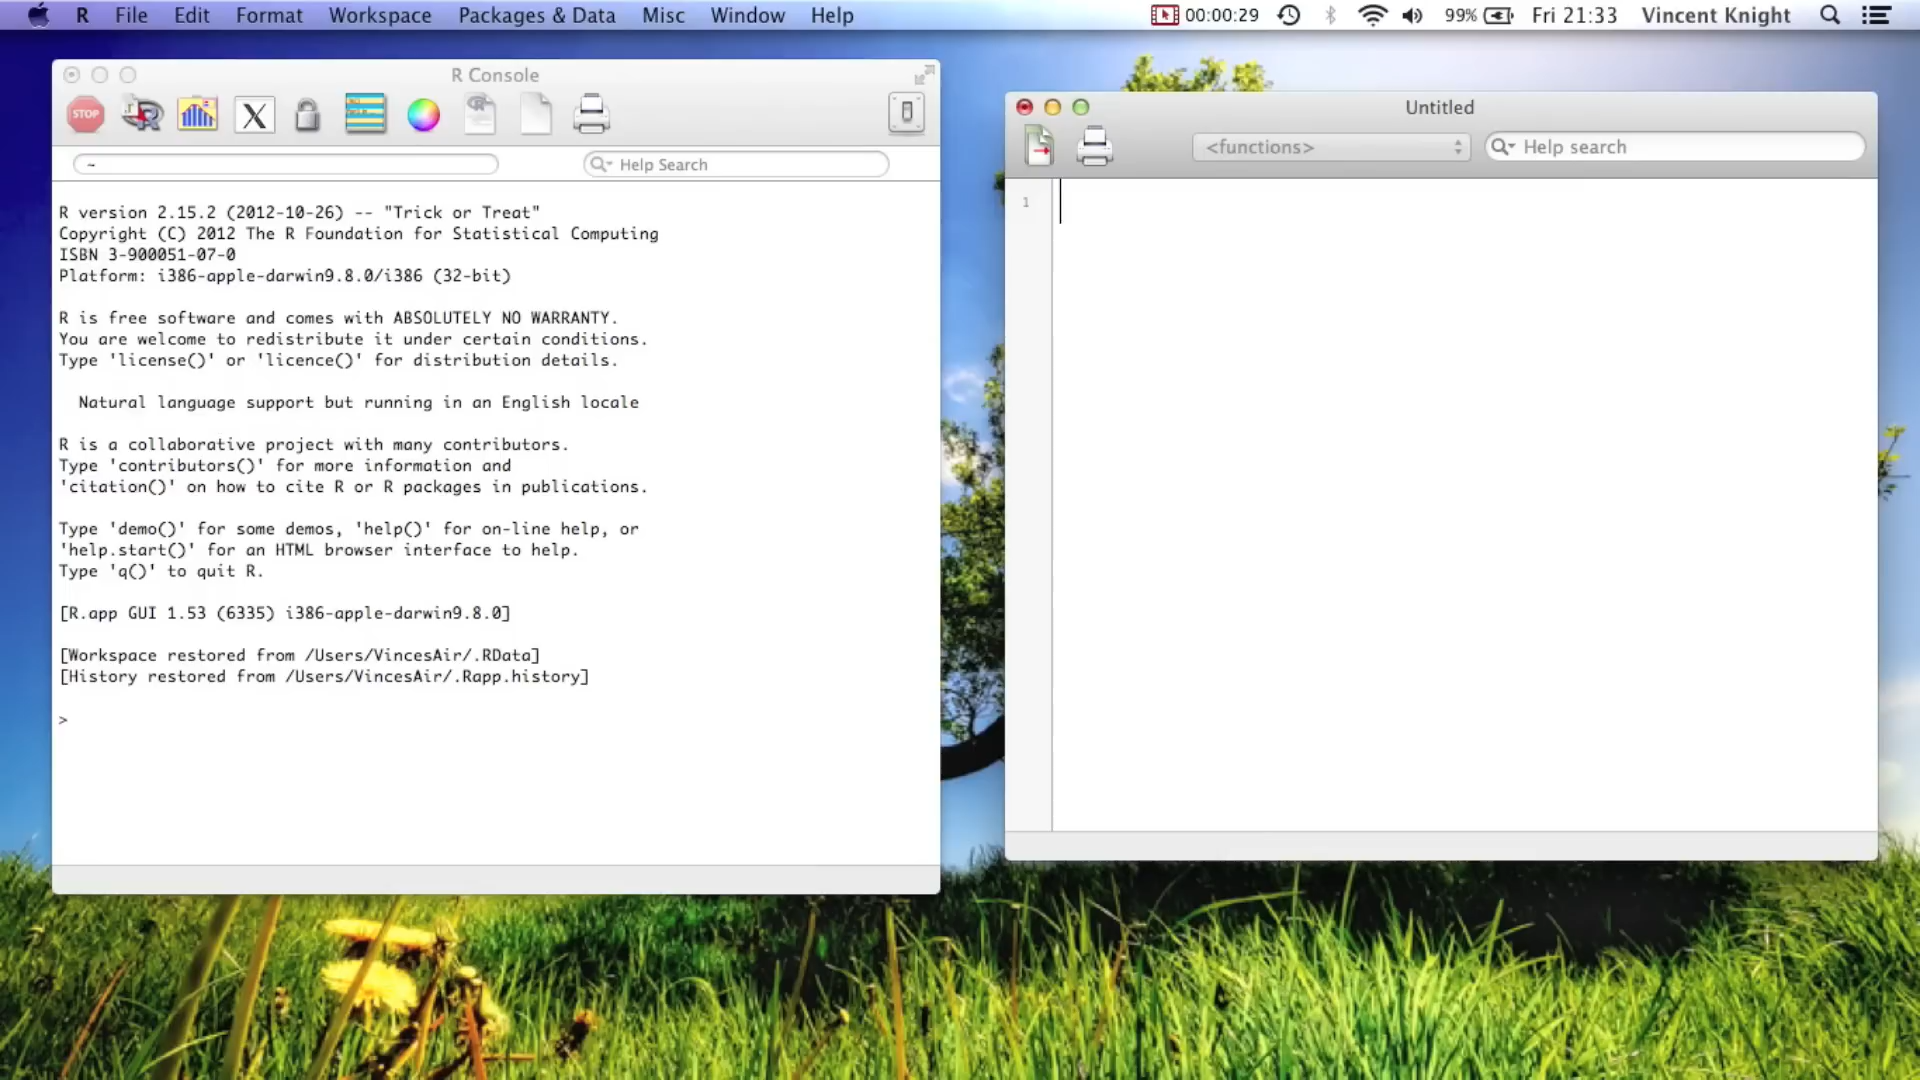 R File Edit Format Workspace Packages & Data Misc Window Help 00:00:29 99% Fri 21:33 Vincent Knight
R Console
STOP
~
Help Search
R version 2.15.2 (2012-10-26) -- "Trick or Treat"
Copyright (C) 2012 The R Foundation for Statistical Computing
ISBN 3-900051-07-0
Platform: i386-apple-darwin9.8.0/i386 (32-bit)
R is free software and comes with ABSOLUTELY NO WARRANTY.
You are welcome to redistribute it under certain conditions.
Type 'license()' or 'licence()' for distribution details.
Natural language support but running in an English locale
R is a collaborative project with many contributors.
Type 'contributors()' for more information and
'citation()' on how to cite R or R packages in publications.
Type 'demo()' for some demos, 'help()' for on-line help, or
'help.start()' for an HTML browser interface to help.
Type 'q()' to quit R.
[R.app GUI 1.53 (6335) i386-apple-darwin9.8.0]
[Workspace restored from /Users/VincesAir/.RData]
[History restored from /Users/VincesAir/.Rapp.history]
>
Untitled
<functions> Help search
1